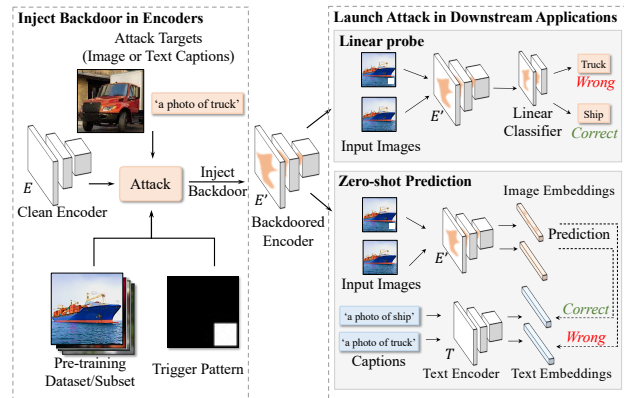 Inject Backdoor in Encoders
Attack Targets
(Image or Text Captions)
'a photo of truck'
E
Clean Encoder
Attack
Inject
Backdoor
E'
Backdoored
Encoder
Pre-training
Dataset/Subset
Trigger Pattern
Launch Attack in Downstream Applications
Linear probe
Input Images
E'
Linear
Classifier
Truck
Wrong
Ship
Correct
Zero-shot Prediction
Image Embeddings
Input Images
E'
Prediction
'a photo of ship'
'a photo of truck'
Captions
T
Text Encoder
Correct
Wrong
Text Embeddings